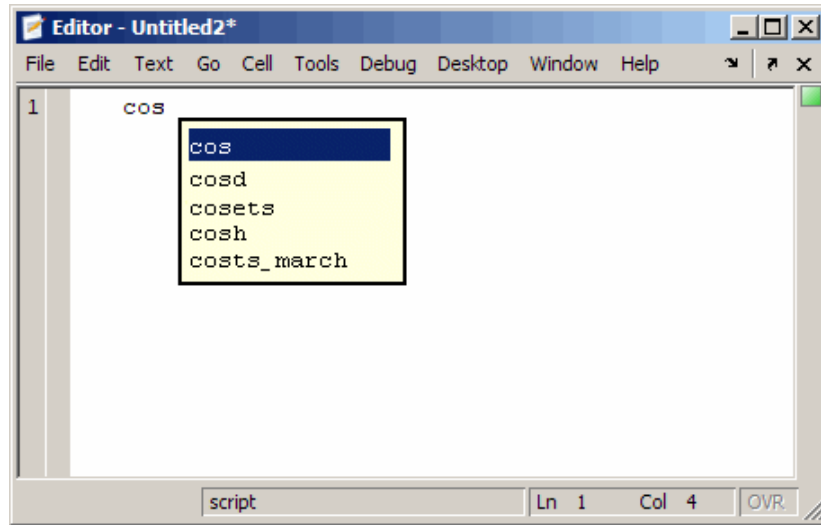 Editor - Untitled2*
File Edit Text Go Cell Tools Debug Desktop Window Help
1 cos
cos
cosd
cosets
cosh
costs_march
script Ln 1 Col 4 OVR